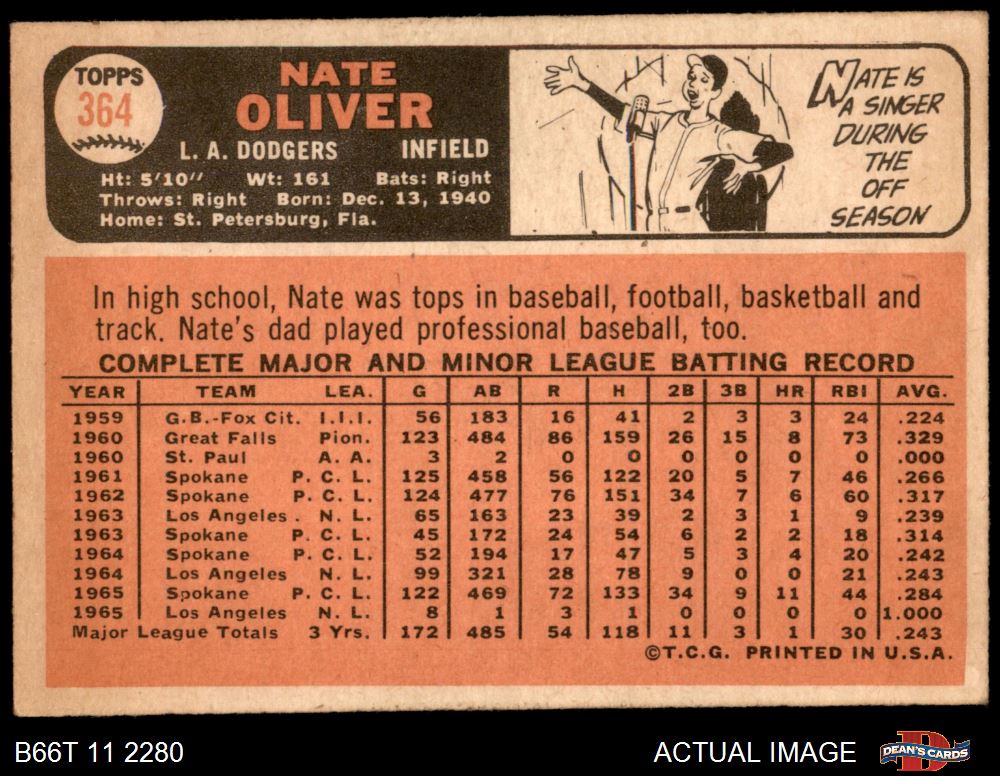 TOPPS
364
NATE
OLIVER
L. A. DODGERS INFIELD
Ht: 5'10" Wt: 161 Bats: Right
Throws: Right Born: Dec. 13, 1940
Home: St. Petersburg, Fla.
NATE IS
A SINGER
DURING
THE
OFF
SEASON
In high school, Nate was tops in baseball, football, basketball and
track. Nate's dad played professional baseball, too.
COMPLETE MAJOR AND MINOR LEAGUE BATTING RECORD
YEAR TEAM LEA. G AB R H 2B 3B HR RBI AVG.
1959 G.B.-Fox Cit. I.I.I. 56 183 16 41 2 3 3 24 .224
1960 Great Falls Pion. 123 484 86 159 26 15 8 73 .329
1960 St. Paul A. A. 3 2 0 0 0 0 0 0 .000
1961 Spokane P. C. L. 125 458 56 122 20 5 7 46 .266
1962 Spokane P. C. L. 124 477 76 151 34 7 6 60 .317
1963 Los Angeles . N. L. 65 163 23 39 2 3 1 9 .239
1963 Spokane P. C. L. 45 172 24 54 6 2 2 18 .314
1964 Spokane P. C. L. 52 194 17 47 5 3 4 20 .242
1964 Los Angeles N. L. 99 321 28 78 9 0 0 21 .243
1965 Spokane P. C. L. 122 469 72 133 34 9 11 44 .284
1965 Los Angeles N. L. 8 1 3 1 0 0 0 0 1.000
Major League Totals 3 Yrs. 172 485 54 118 11 3 1 30 .243
©T.C.G. PRINTED IN U.S.A.
B66T 11 2280 ACTUAL IMAGE D DEAN'S CARDS